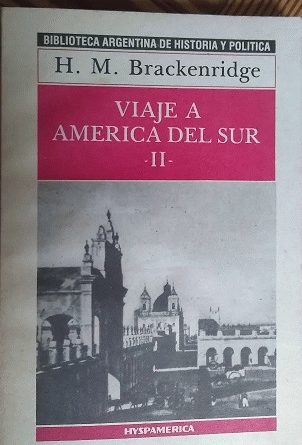 BIBLIOTECA ARGENTINA DE HISTORIA Y POLITICA
H. M. Brackenridge
VIAJE A
AMERICA DEL SUR
-II-
HYSPAMERICA